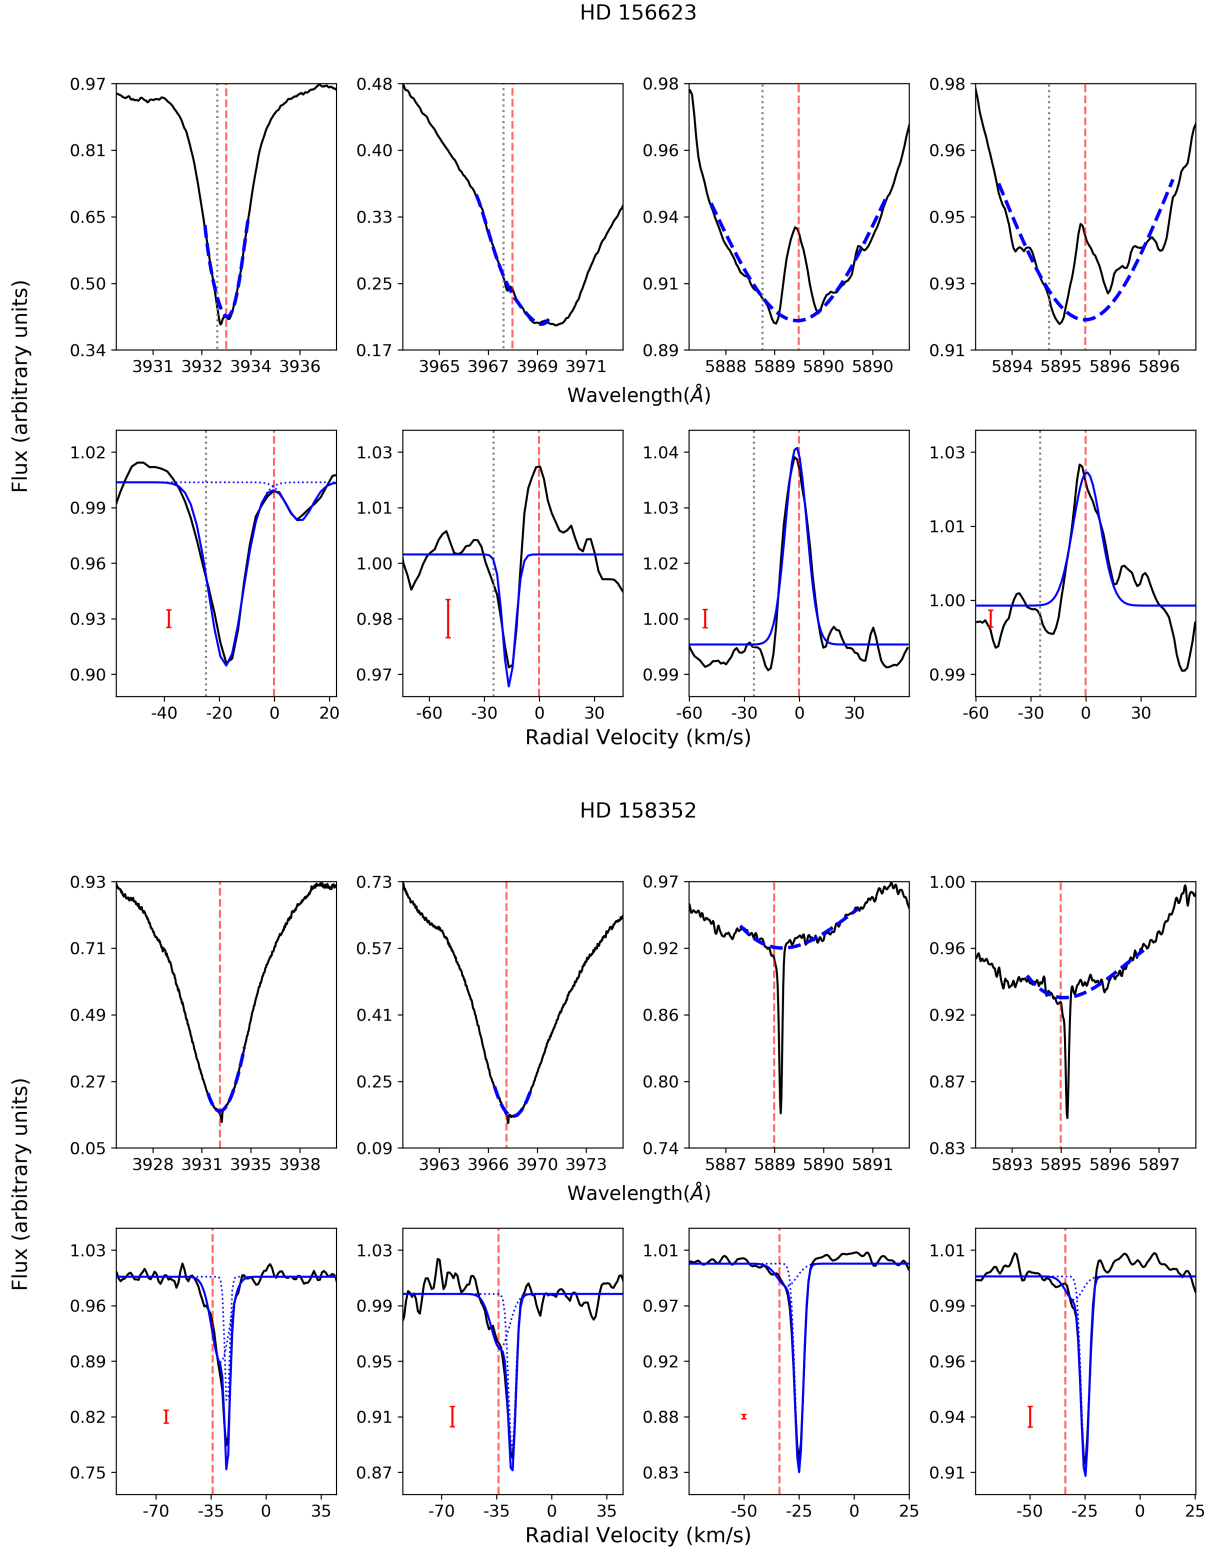 HD 156623
Flux (arbitrary units)
0.97 0.81 0.65 0.50 0.34
3931 3932 3934 3936
0.48 0.40 0.33 0.25 0.17
3965 3967 3969 3971
0.98 0.96 0.94 0.91 0.89
5888 5889 5890 5890
0.98 0.96 0.95 0.93 0.91
5894 5895 5896 5896
Wavelength(Å)
1.02 0.99 0.96 0.93 0.90
-40 -20 0 20
1.03 1.01 1.00 0.98 0.97
-60 -30 0 30
1.04 1.03 1.02 1.00 0.99
-60 -30 0 30
1.03 1.01 1.00 0.99
-60 -30 0 30
Radial Velocity (km/s)
HD 158352
Flux (arbitrary units)
0.93 0.71 0.49 0.27 0.05
3928 3931 3935 3938
0.73 0.57 0.41 0.25 0.09
3963 3966 3970 3973
0.97 0.92 0.86 0.80 0.74
5887 5889 5890 5891
1.00 0.96 0.92 0.87 0.83
5893 5895 5896 5897
Wavelength(Å)
1.03 0.96 0.89 0.82 0.75
-70 -35 0 35
1.03 0.99 0.95 0.91 0.87
-70 -35 0 35
1.01 0.97 0.92 0.88 0.83
-50 -25 0 25
1.01 0.99 0.96 0.94 0.91
-50 -25 0 25
Radial Velocity (km/s)